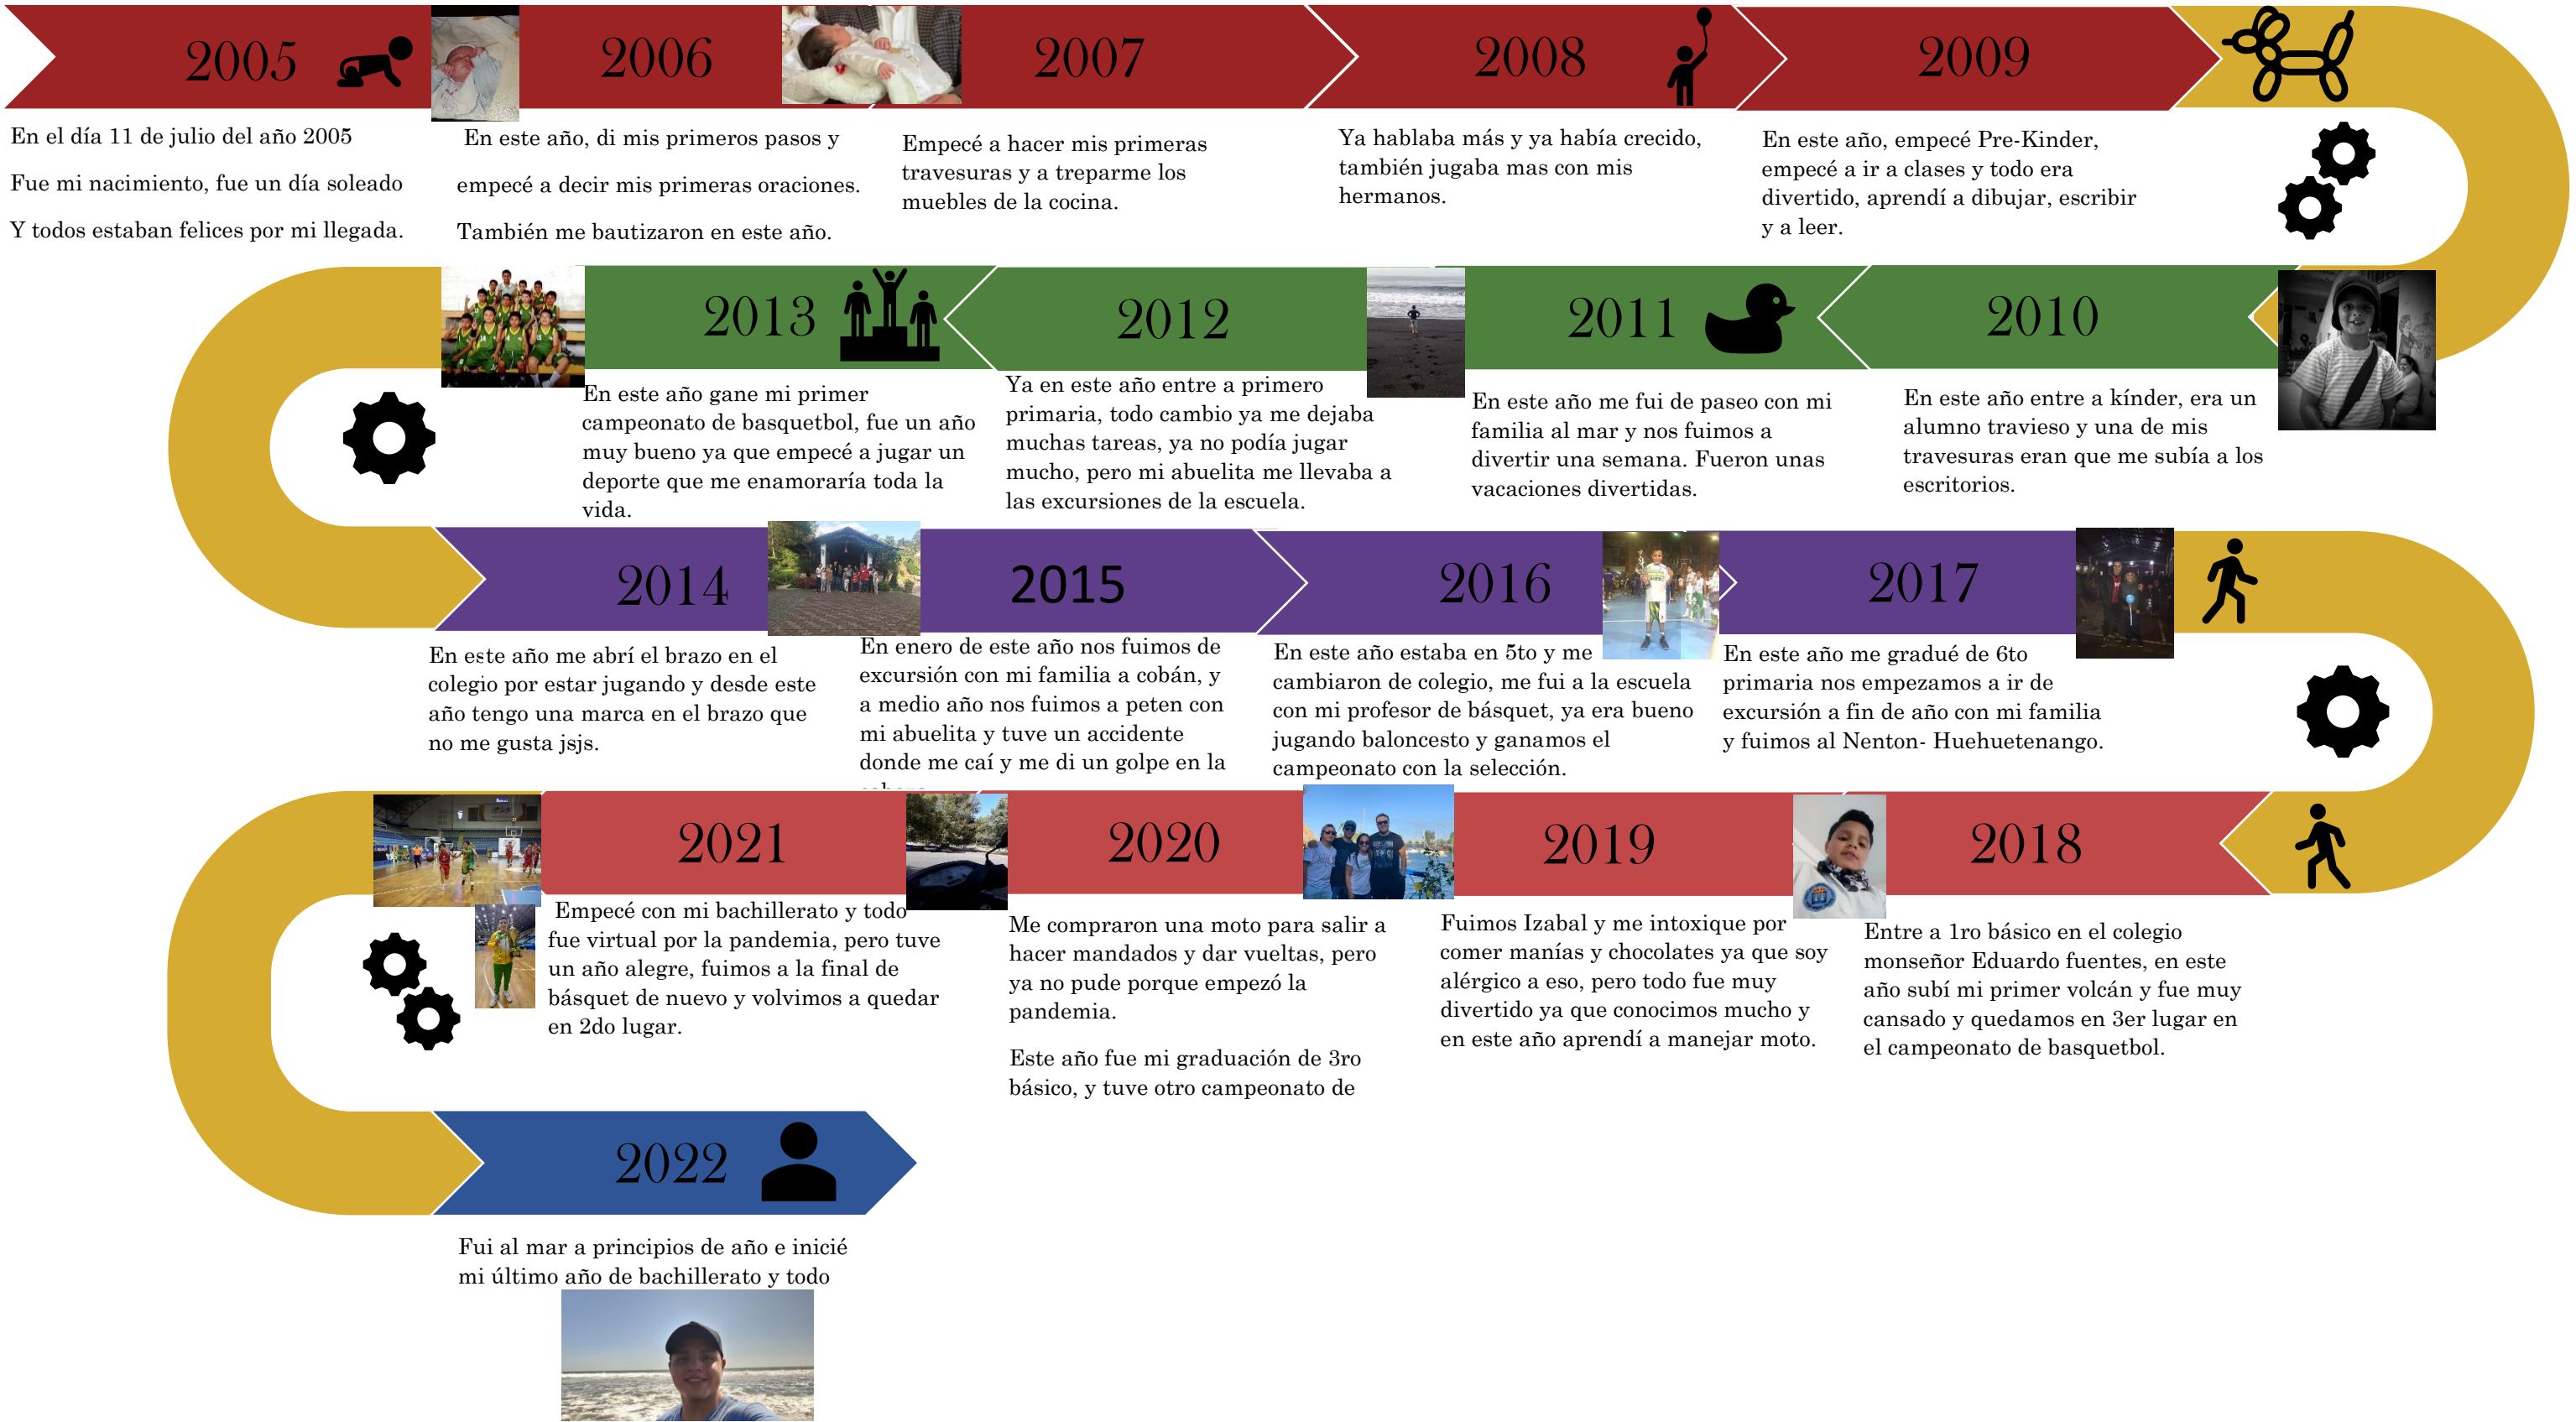 2005
En el día 11 de julio del año 2005
Fue mi nacimiento, fue un día soleado
Y todos estaban felices por mi llegada.
2006
En este año, di mis primeros pasos y
empecé a decir mis primeras oraciones.
También me bautizaron en este año.
2007
Empecé a hacer mis primeras
travesuras y a treparme los
muebles de la cocina.
2008
Ya hablaba más y ya había crecido,
también jugaba mas con mis
hermanos.
2009
En este año, empecé Pre-Kinder,
empecé a ir a clases y todo era
divertido, aprendí a dibujar, escribir
y a leer.
2010
En este año entre a kínder, era un
alumno travieso y una de mis
travesuras eran que me subía a los
escritorios.
2011
En este año me fui de paseo con mi
familia al mar y nos fuimos a
divertir una semana. Fueron unas
vacaciones divertidas.
2012
Ya en este año entre a primero
primaria, todo cambio ya me dejaba
muchas tareas, ya no podía jugar
mucho, pero mi abuelita me llevaba a
las excursiones de la escuela.
2013
En este año gane mi primer
campeonato de basquetbol, fue un año
muy bueno ya que empecé a jugar un
deporte que me enamoraría toda la
vida.
2014
En este año me abrí el brazo en el
colegio por estar jugando y desde este
año tengo una marca en el brazo que
no me gusta jsjs.
2015
En enero de este año nos fuimos de
excursión con mi familia a cobán, y
a medio año nos fuimos a peten con
mi abuelita y tuve un accidente
donde me caí y me di un golpe en la
2016
En este año estaba en 5to y me
cambiaron de colegio, me fui a la escuela
con mi profesor de básquet, ya era bueno
jugando baloncesto y ganamos el
campeonato con la selección.
2017
En este año me gradué de 6to
primaria nos empezamos a ir de
excursión a fin de año con mi familia
y fuimos al Nenton- Huehuetenango.
2018
Entre a 1ro básico en el colegio
monseñor Eduardo fuentes, en este
año subí mi primer volcán y fue muy
cansado y quedamos en 3er lugar en
el campeonato de basquetbol.
2019
Fuimos Izabal y me intoxique por
comer manías y chocolates ya que soy
alérgico a eso, pero todo fue muy
divertido ya que conocimos mucho y
en este año aprendí a manejar moto.
2020
Me compraron una moto para salir a
hacer mandados y dar vueltas, pero
ya no pude porque empezó la
pandemia.
Este año fue mi graduación de 3ro
básico, y tuve otro campeonato de
2021
Empecé con mi bachillerato y todo
fue virtual por la pandemia, pero tuve
un año alegre, fuimos a la final de
básquet de nuevo y volvimos a quedar
en 2do lugar.
2022
Fui al mar a principios de año e inicié
mi último año de bachillerato y todo